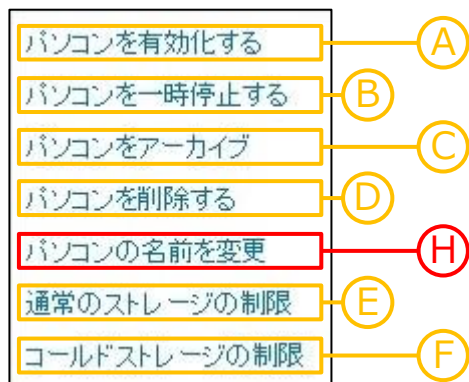 パソコンを有効化する A
パソコンを一時停止する B
パソコンをアーカイブ C
パソコンを削除する D
パソコンの名前を変更 H
通常のストレージの制限 E
コールドストレージの制限 F